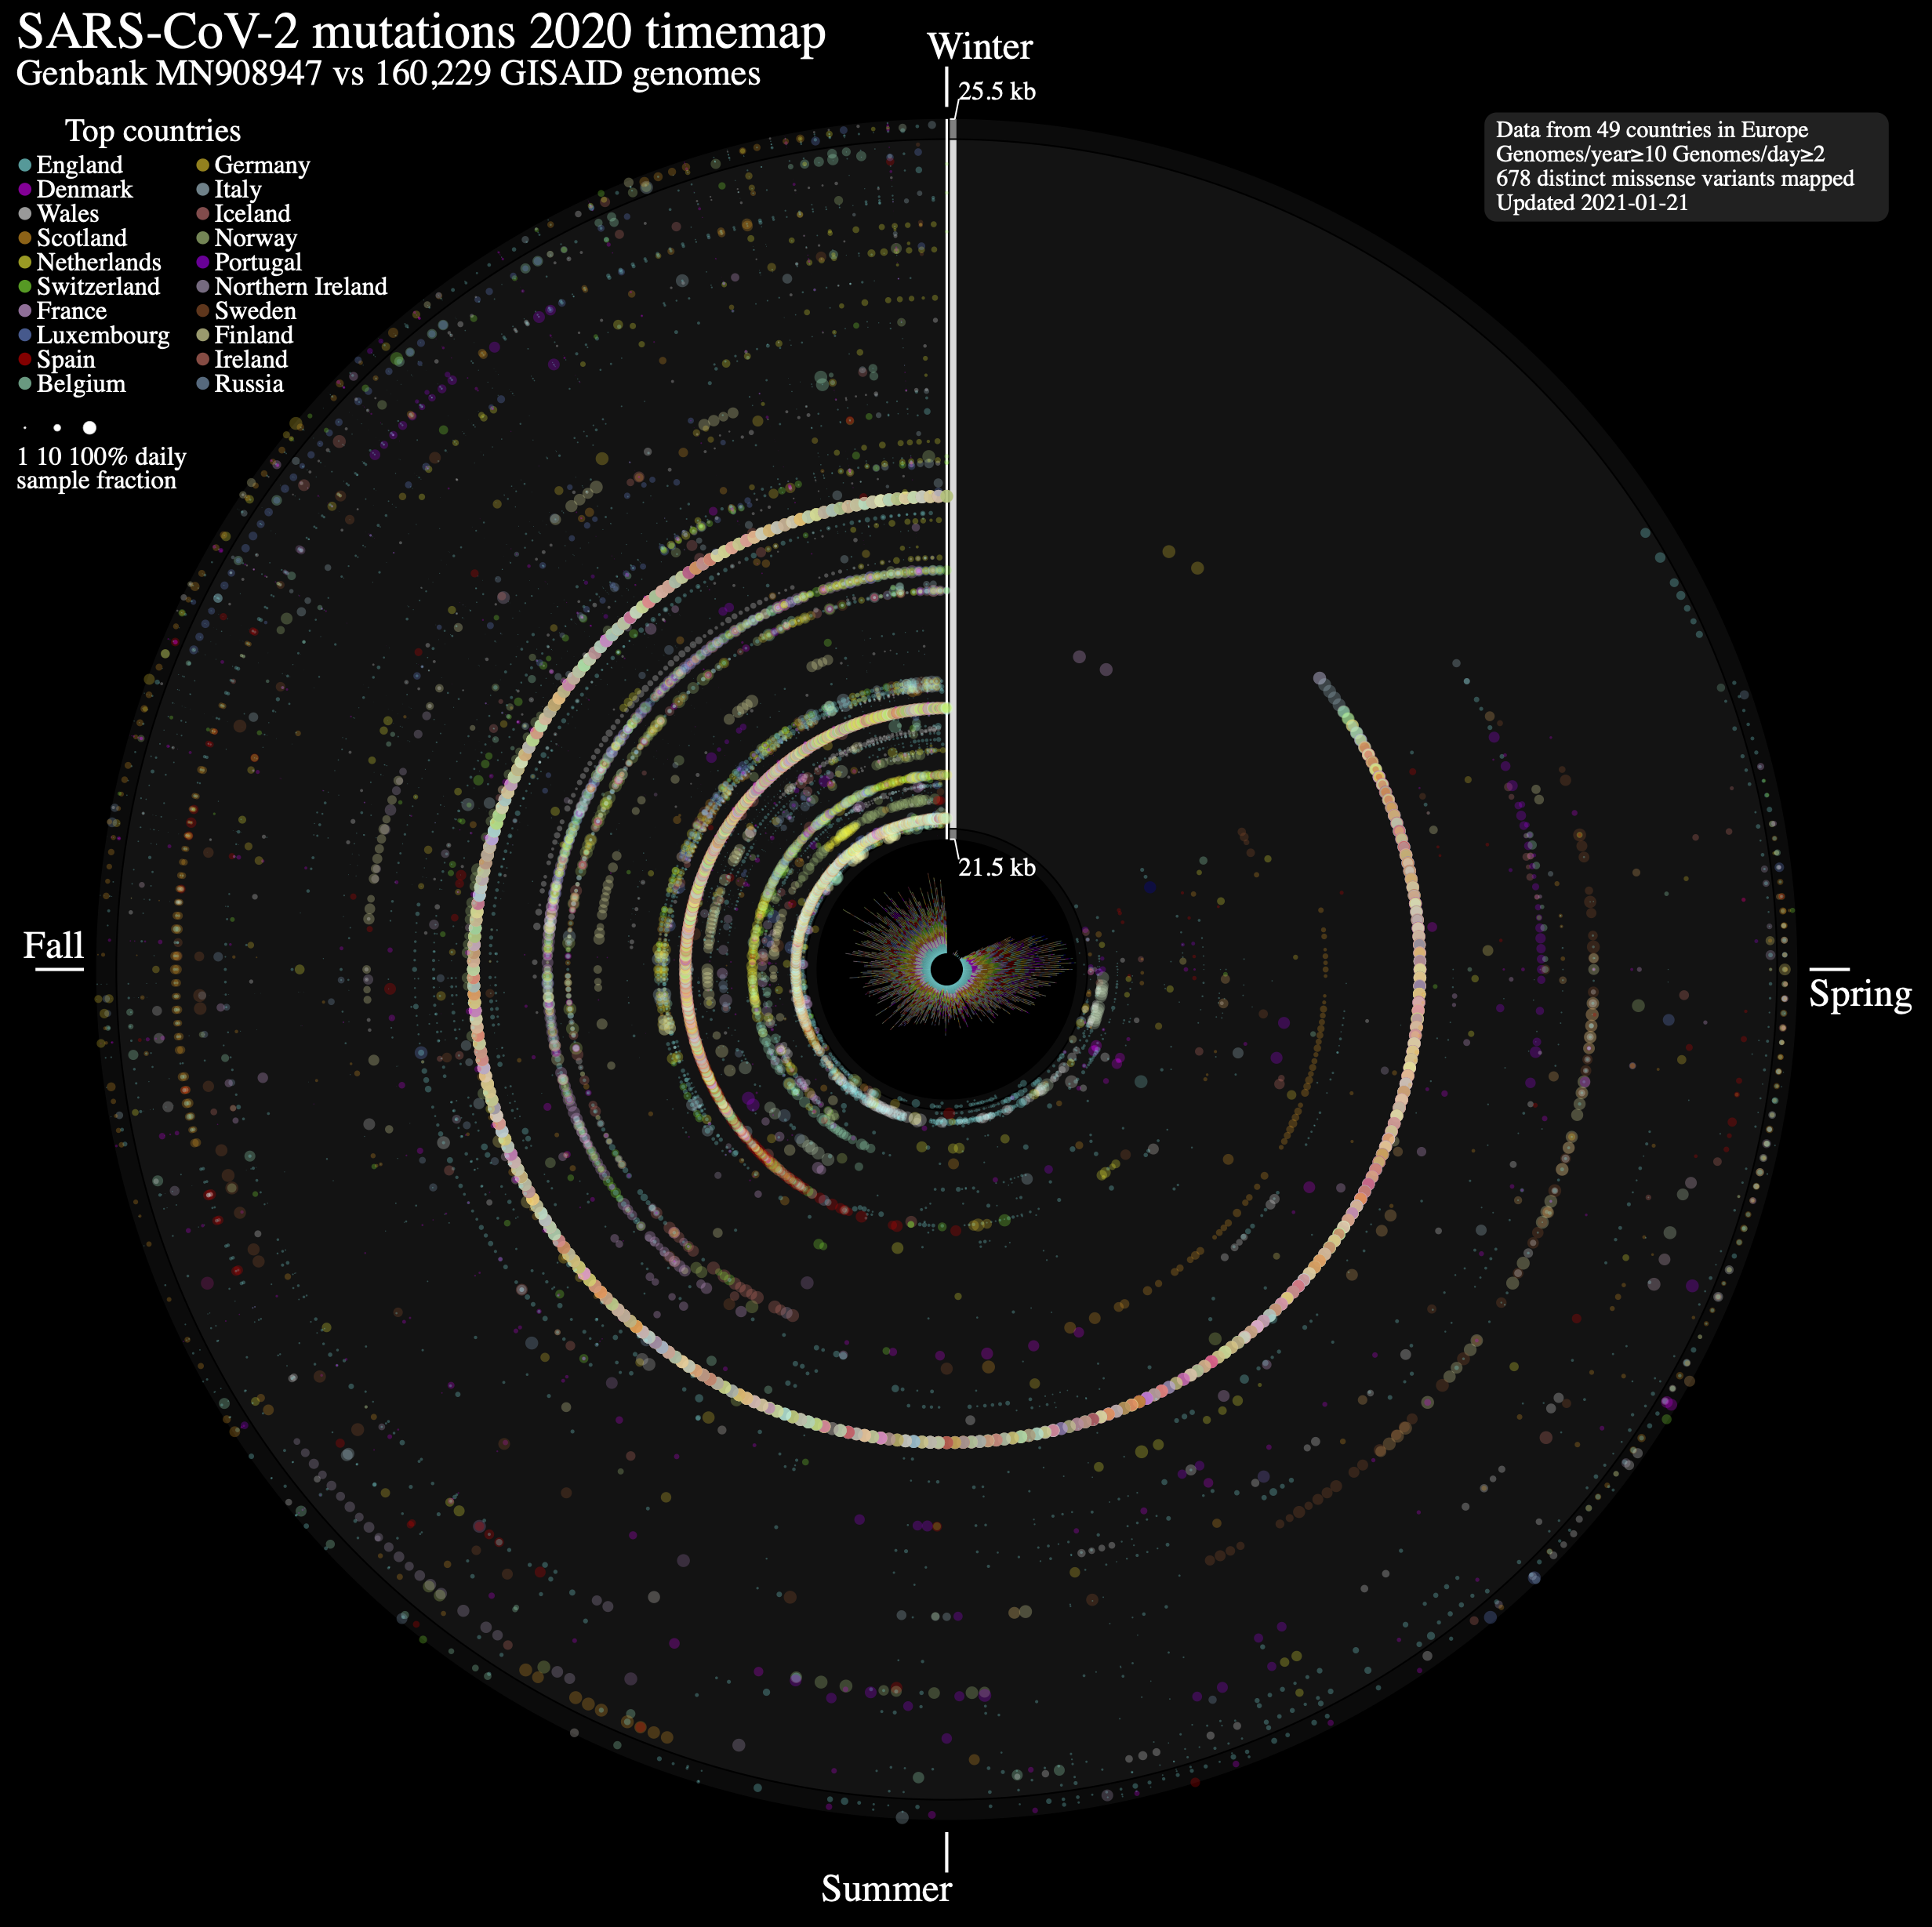 SARS-CoV-2 mutations 2020 timemap
Genbank MN908947 vs 160,229 GISAID genomes
Winter
25.5 kb
Top countries
England
Denmark
Wales
Scotland
Netherlands
Switzerland
France
Luxembourg
Spain
Belgium
Germany
Italy
Iceland
Norway
Portugal
Northern Ireland
Sweden
Finland
Ireland
Russia
1 10 100% daily
sample fraction
Data from 49 countries in Europe
Genomes/year≥10 Genomes/day≥2
678 distinct missense variants mapped
Updated 2021-01-21
21.5 kb
Fall
Spring
Summer